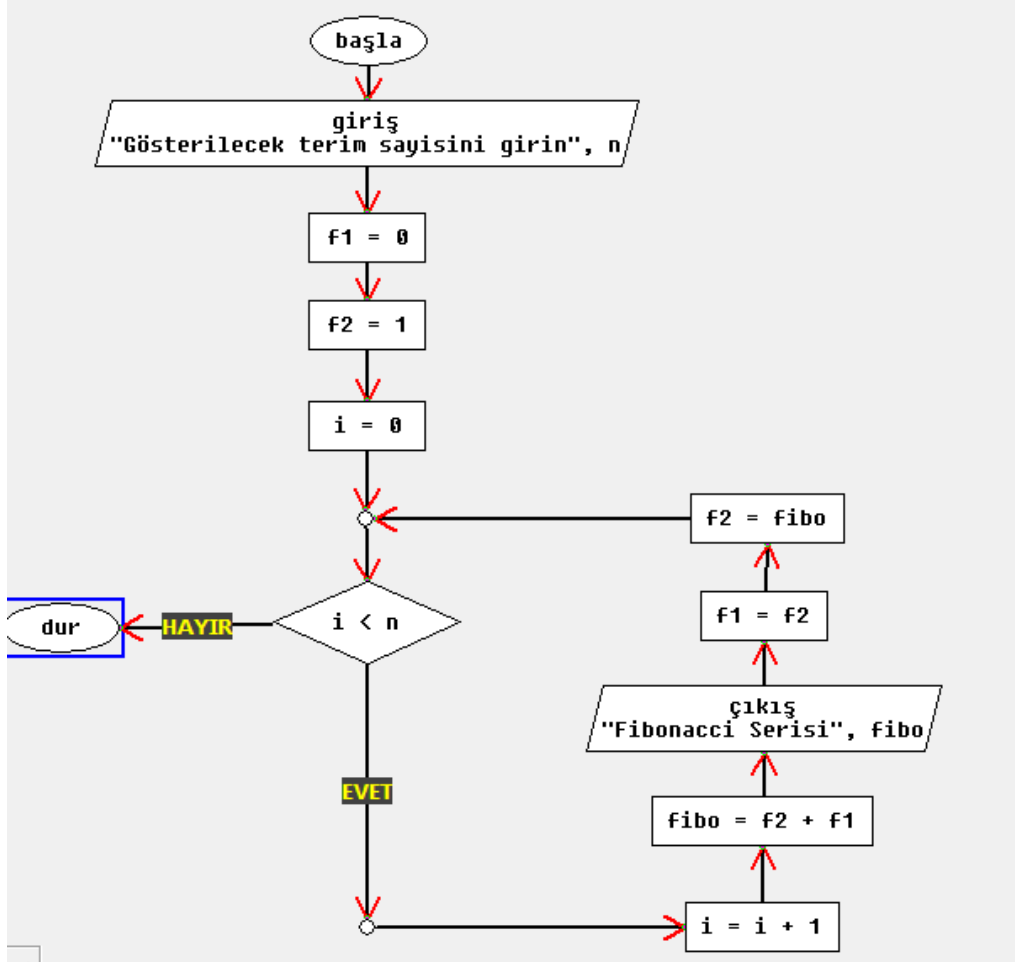 başla
giriş
"Gösterilecek terim sayisini girin", n
f1 = 0
f2 = 1
i = 0
i < n
HAYIR
dur
EVET
i = i + 1
fibo = f2 + f1
çıkış
"Fibonacci Serisi", fibo
f1 = f2
f2 = fibo